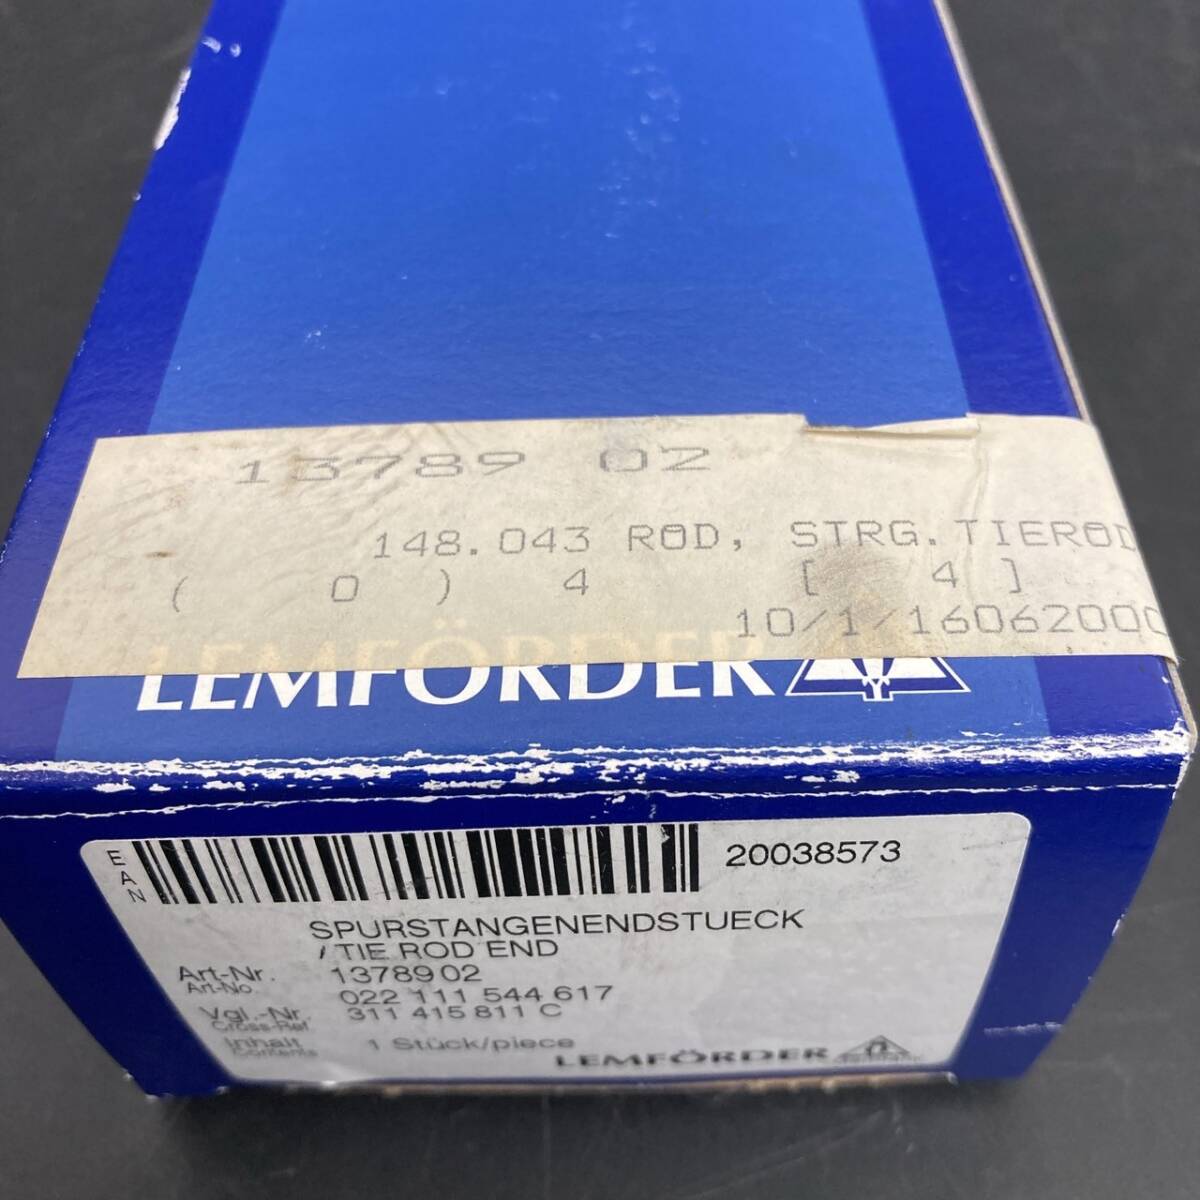 13789 02
148.043 ROD, STRG.TIEROD
( 0 ) 4 [ 4 ]
10/1/16062000
LEMFÖRDER
EAN
20038573
SPURSTANGENENDSTUECK
/ TIE ROD END
Art-Nr. 13789 02
Art-No.
022 111 544 617
Vgl.-Nr. 311 415 811 C
Cross-Ref
Inhalt 1 Stück/piece
Contents
LEMFÖRDER